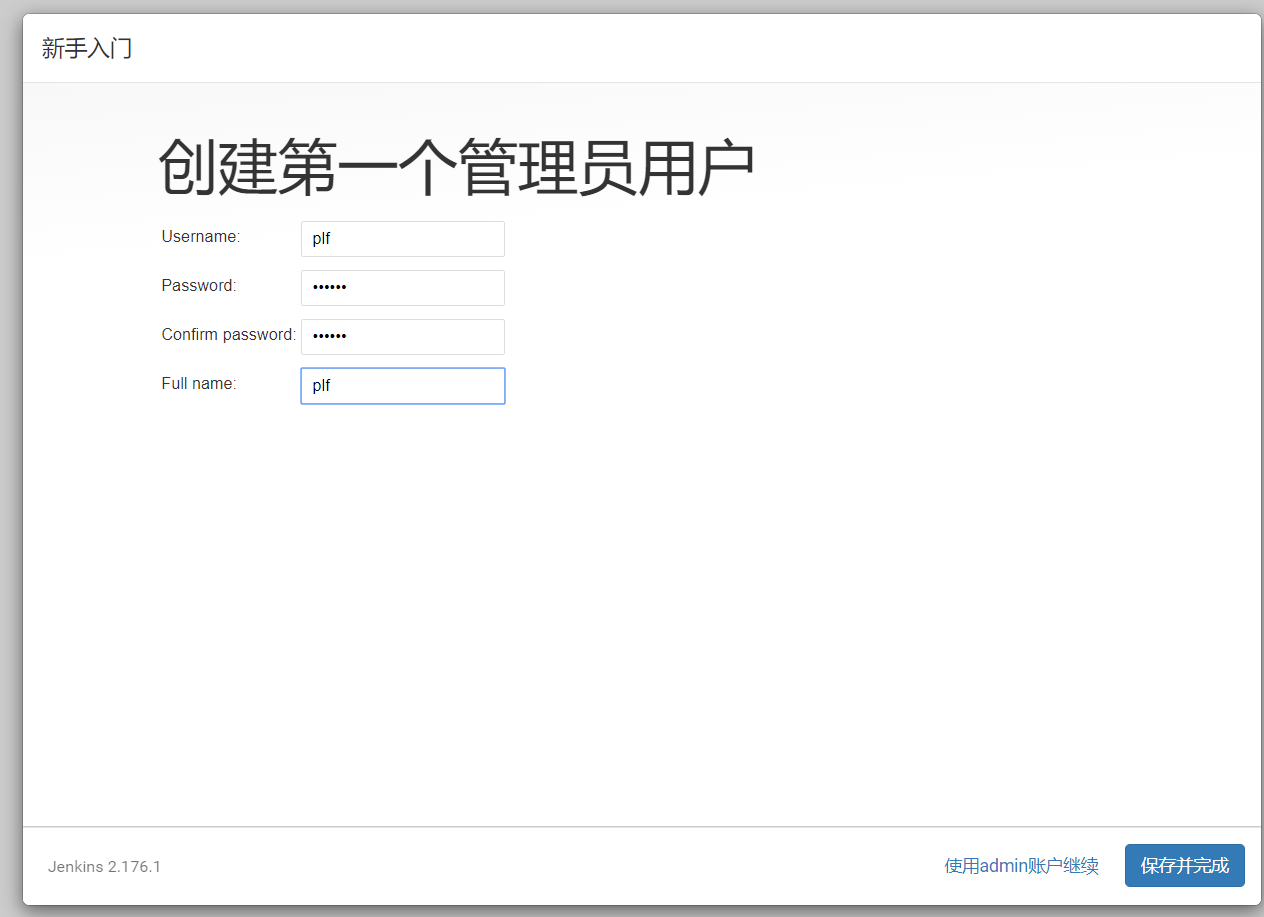 新手入门
创建第一个管理员用户
Username: plf
Password: ••••••
Confirm password: ••••••
Full name: plf
Jenkins 2.176.1 使用admin账户继续 保存并完成